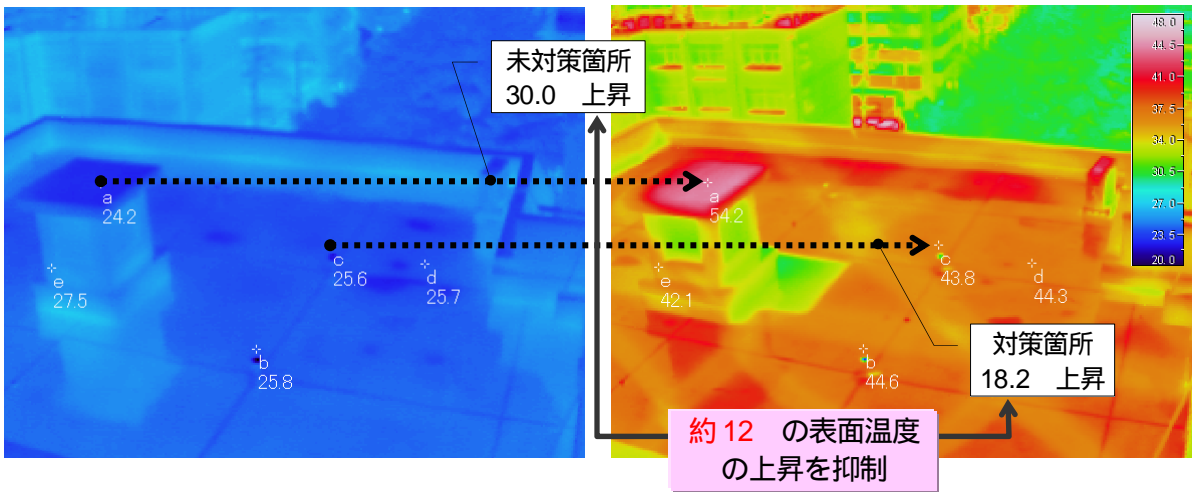 未対策箇所
30.0 上昇
a
24.2
c
25.6
d
25.7
e
27.5
b
25.8
a
54.2
c
43.8
d
44.3
e
42.1
b
44.6
48.0
44.5
41.0
37.5
34.0
30.5
27.0
23.5
20.0
対策箇所
18.2 上昇
約12 の表面温度
の上昇を抑制